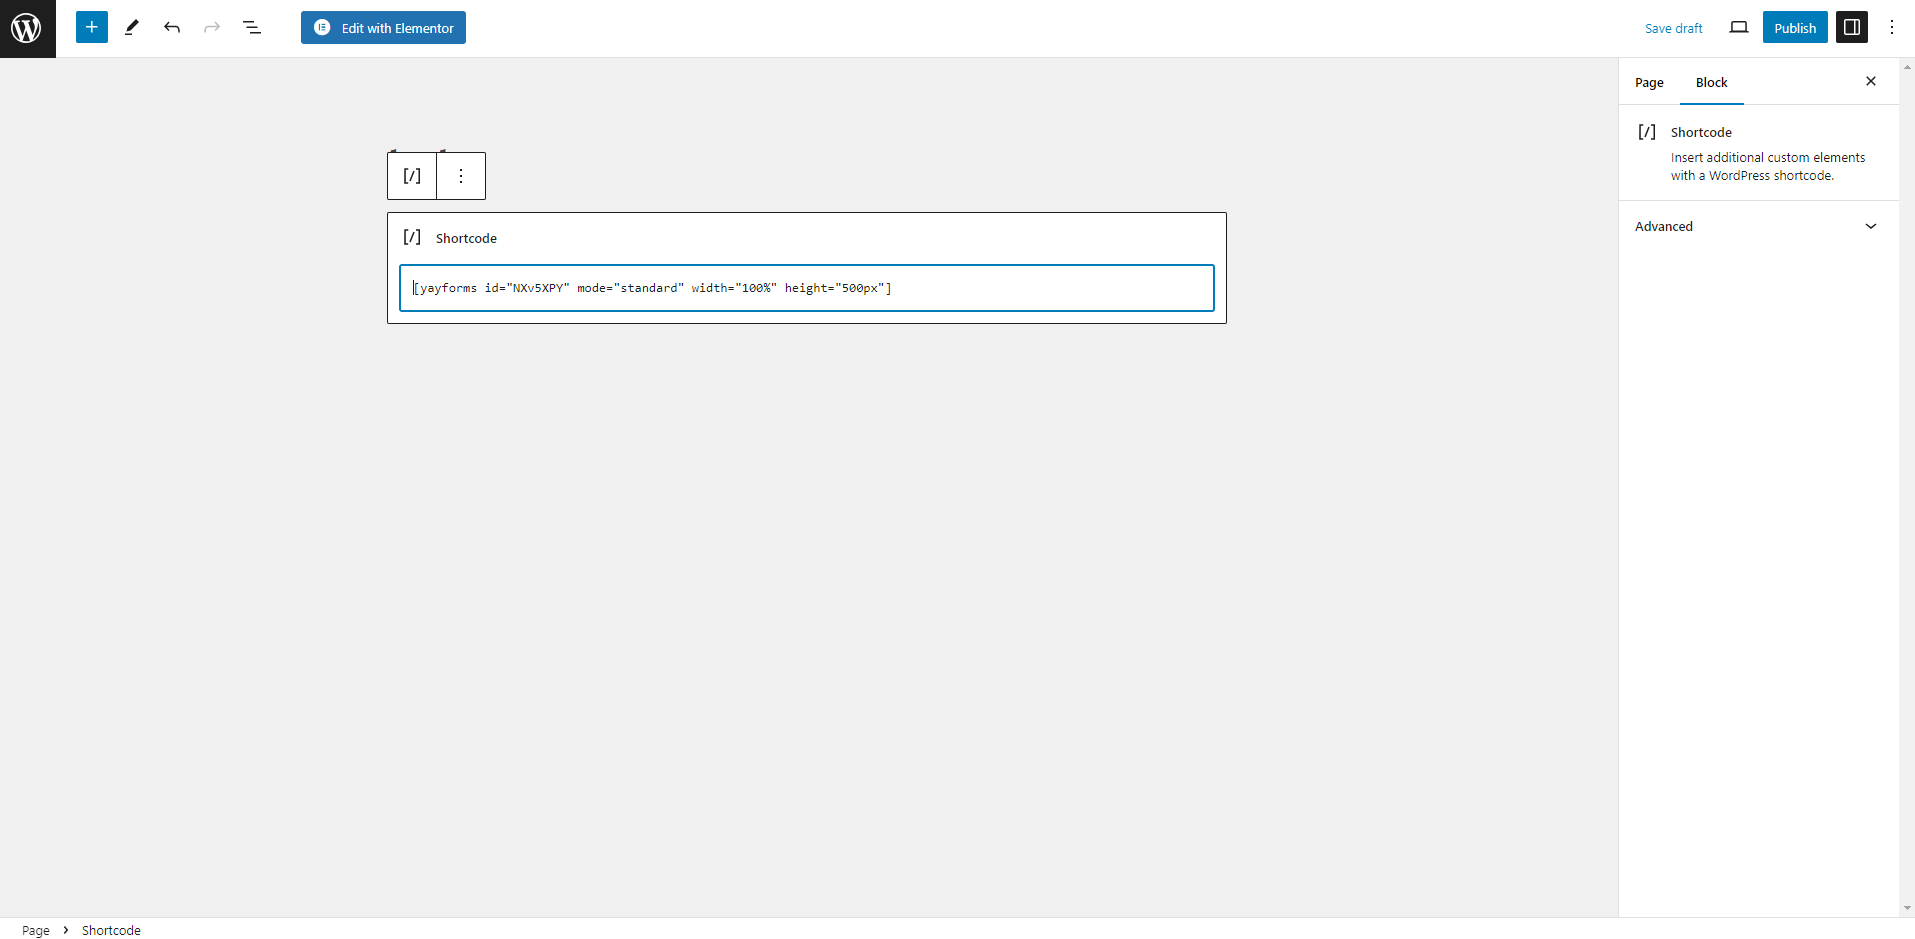 Edit with Elementor
Save draft
Publish
Page
Block
Shortcode
Insert additional custom elements
with a WordPress shortcode.
Advanced
Shortcode
[yayforms id="NXv5XPY" mode="standard" width="100%" height="500px"]
Page
Shortcode